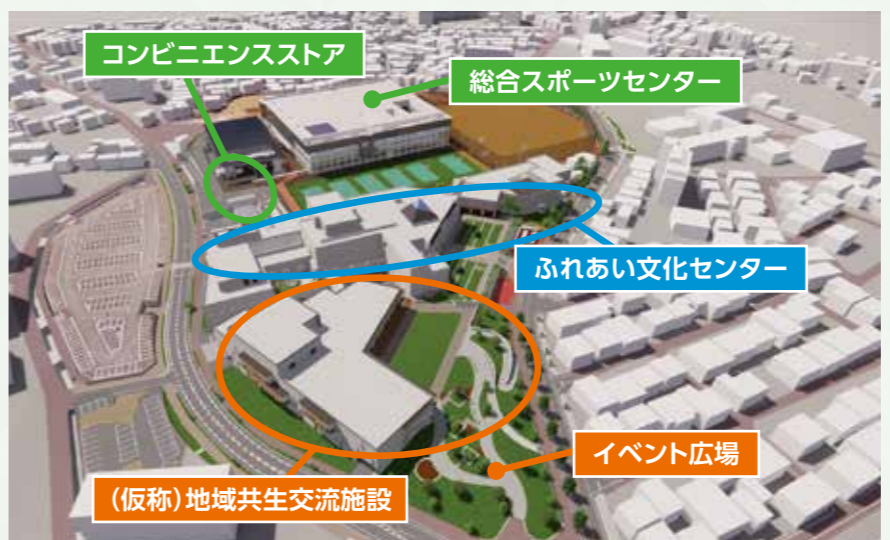 コンビニエンスストア
総合スポーツセンター
ふれあい文化センター
イベント広場
(仮称)地域共生交流施設